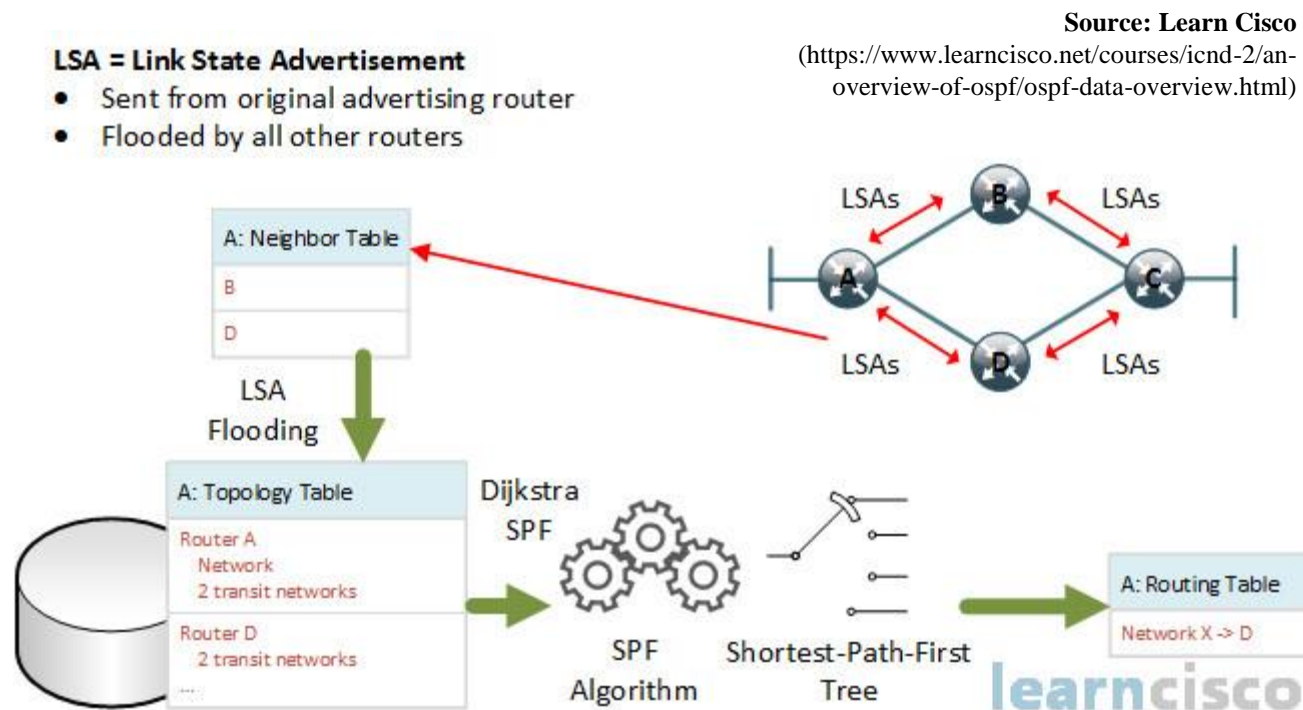 Source: Learn Cisco
(https://www.learncisco.net/courses/icnd-2/an-
overview-of-ospf/ospf-data-overview.html)
LSA = Link State Advertisement
• Sent from original advertising router
• Flooded by all other routers
A: Neighbor Table
B
D
LSAs
B
LSAs
A
C
LSAs
D
LSAs
LSA
Flooding
A: Topology Table
Router A
Network
2 transit networks
Router D
2 transit networks
...
Dijkstra
SPF
SPF
Algorithm
Shortest-Path-First
Tree
A: Routing Table
Network X -> D
learncisco